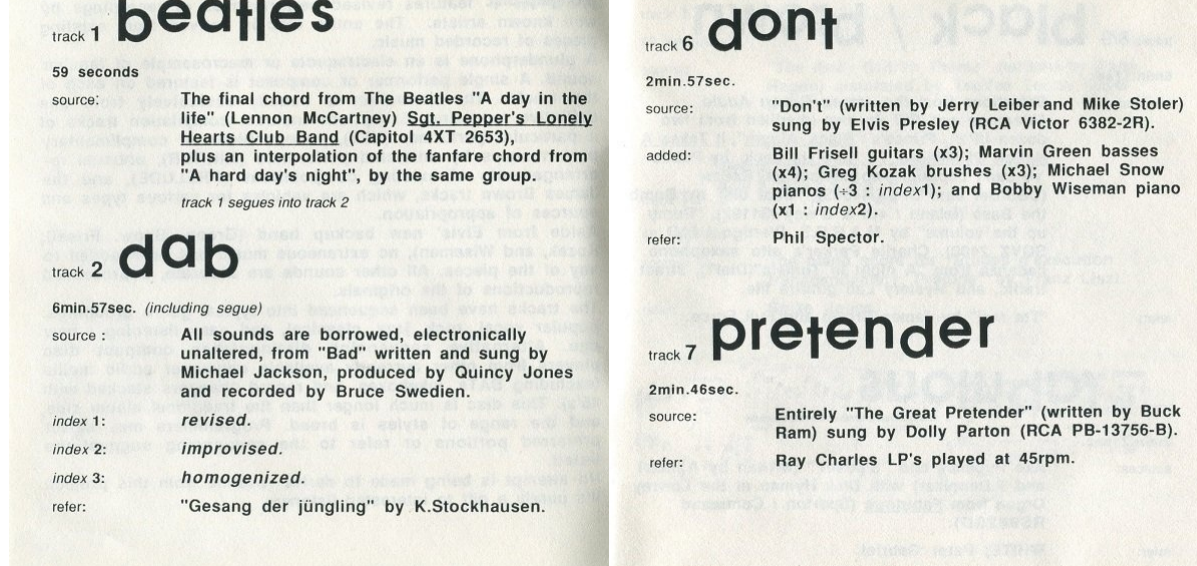 track 1 beatles
59 seconds
source: The final chord from The Beatles "A day in the
life" (Lennon McCartney) Sgt. Pepper's Lonely
Hearts Club Band (Capitol 4XT 2653),
plus an interpolation of the fanfare chord from
"A hard day's night", by the same group.
track 1 segues into track 2
track 2 dab
6min.57sec. (including segue)
source : All sounds are borrowed, electronically
unaltered, from "Bad" written and sung by
Michael Jackson, produced by Quincy Jones
and recorded by Bruce Swedien.
index 1: revised.
index 2: improvised.
index 3: homogenized.
refer: "Gesang der jüngling" by K.Stockhausen.
track 6 dont
2min.57sec.
source: "Don't" (written by Jerry Leiber and Mike Stoler)
sung by Elvis Presley (RCA Victor 6382-2R).
added: Bill Frisell guitars (x3); Marvin Green basses
(x4); Greg Kozak brushes (x3); Michael Snow
pianos (÷3 : index1); and Bobby Wiseman piano
(x1 : index2).
refer: Phil Spector.
track 7 pretender
2min.46sec.
source: Entirely "The Great Pretender" (written by Buck
Ram) sung by Dolly Parton (RCA PB-13756-B).
refer: Ray Charles LP's played at 45rpm.